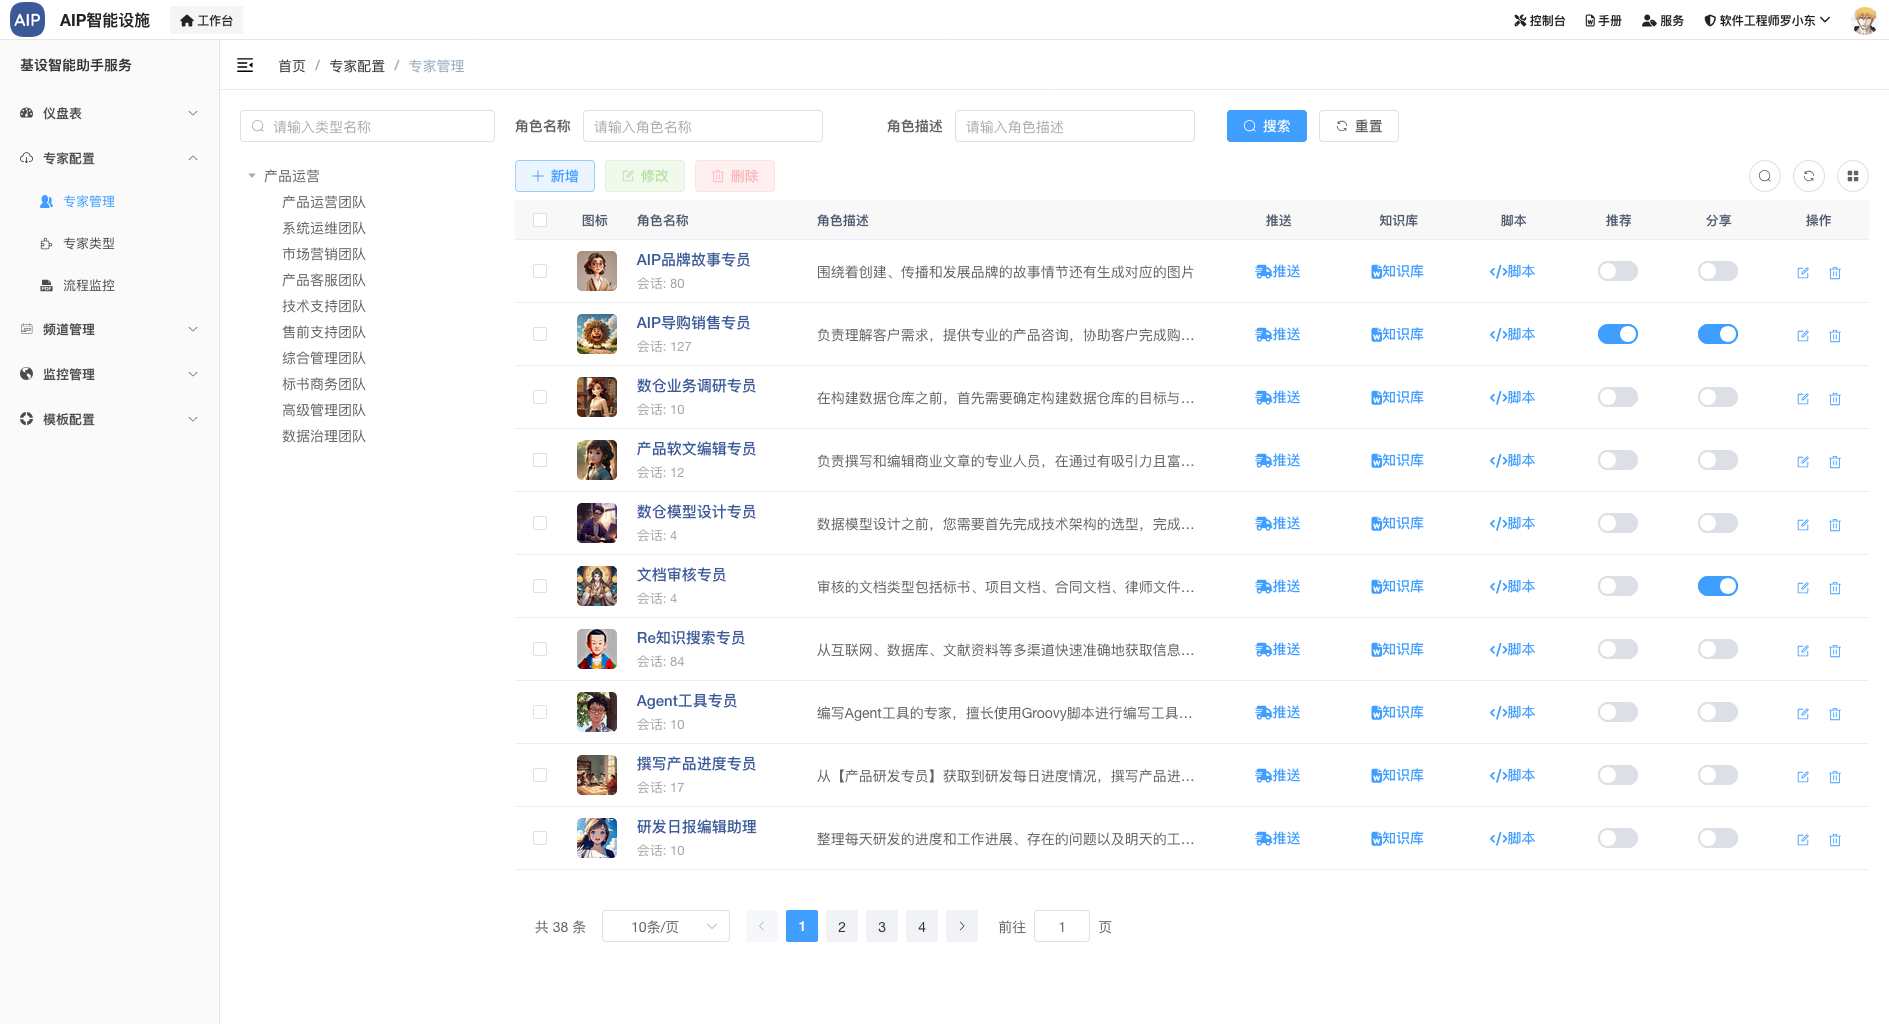 AIP AIP智能设施 工作台 控制台 手册 服务 软件工程师罗小东
基设智能助手服务
仪盘表
专家配置
专家管理
专家类型
流程监控
频道管理
监控管理
模板配置
首页 / 专家配置 / 专家管理
请输入类型名称
产品运营
产品运营团队
系统运维团队
市场营销团队
产品客服团队
技术支持团队
售前支持团队
综合管理团队
标书商务团队
高级管理团队
数据治理团队
角色名称 请输入角色名称 角色描述 请输入角色描述 搜索 重置
新增 修改 删除
图标 角色名称 角色描述 推送 知识库 脚本 推荐 分享 操作
AIP品牌故事专员
会话: 80
围绕着创建、传播和发展品牌的故事情节还有生成对应的图片 推送 知识库 脚本
AIP导购销售专员
会话: 127
负责理解客户需求，提供专业的产品咨询，协助客户完成购... 推送 知识库 脚本
数仓业务调研专员
会话: 10
在构建数据仓库之前，首先需要确定构建数据仓库的目标与... 推送 知识库 脚本
产品软文编辑专员
会话: 12
负责撰写和编辑商业文章的专业人员，在通过有吸引力且富... 推送 知识库 脚本
数仓模型设计专员
会话: 4
数据模型设计之前，您需要首先完成技术架构的选型，完成... 推送 知识库 脚本
文档审核专员
会话: 4
审核的文档类型包括标书、项目文档、合同文档、律师文件... 推送 知识库 脚本
Re知识搜索专员
会话: 84
从互联网、数据库、文献资料等多渠道快速准确地获取信息... 推送 知识库 脚本
Agent工具专员
会话: 10
编写Agent工具的专家，擅长使用Groovy脚本进行编写工具... 推送 知识库 脚本
撰写产品进度专员
会话: 17
从【产品研发专员】获取到研发每日进度情况，撰写产品进... 推送 知识库 脚本
研发日报编辑助理
会话: 10
整理每天研发的进度和工作进展、存在的问题以及明天的工... 推送 知识库 脚本
共 38 条 10条/页 1 2 3 4 前往 1 页